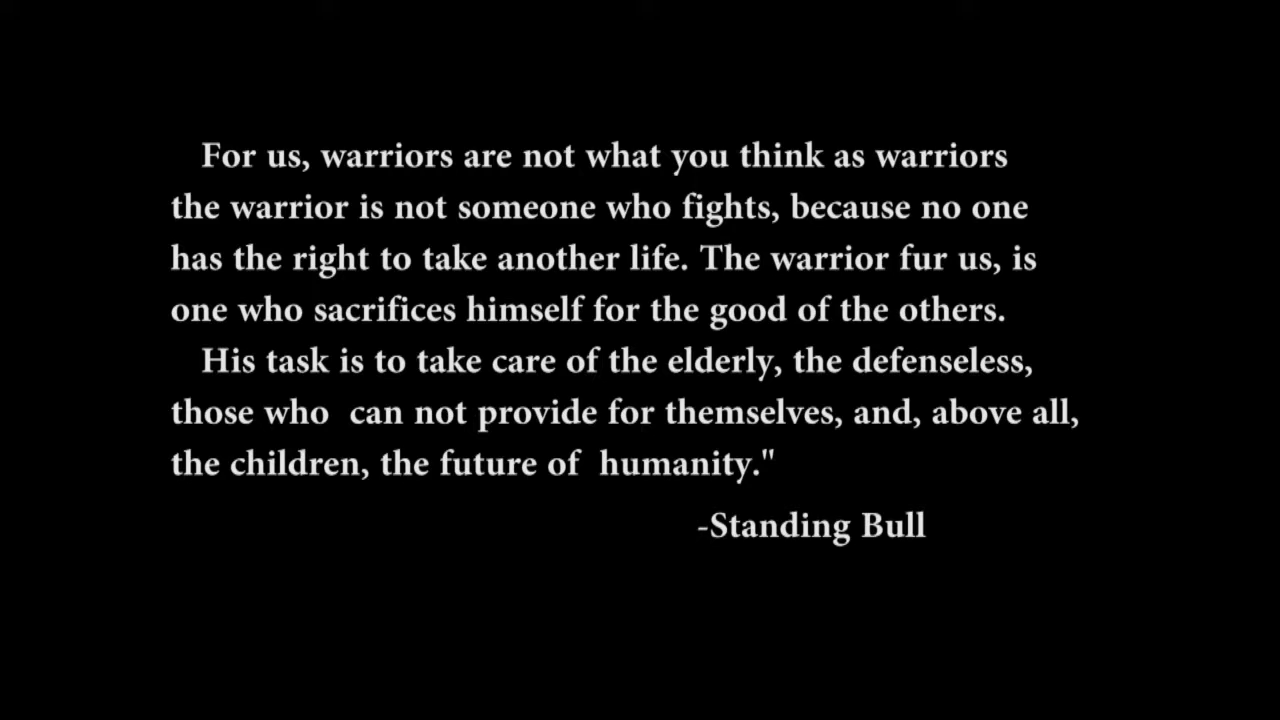 For us, warriors are not what you think as warriors
the warrior is not someone who fights, because no one
has the right to take another life. The warrior fur us, is
one who sacrifices himself for the good of the others.
His task is to take care of the elderly, the defenseless,
those who  can not provide for themselves, and, above all,
the children, the future of  humanity."
-Standing Bull